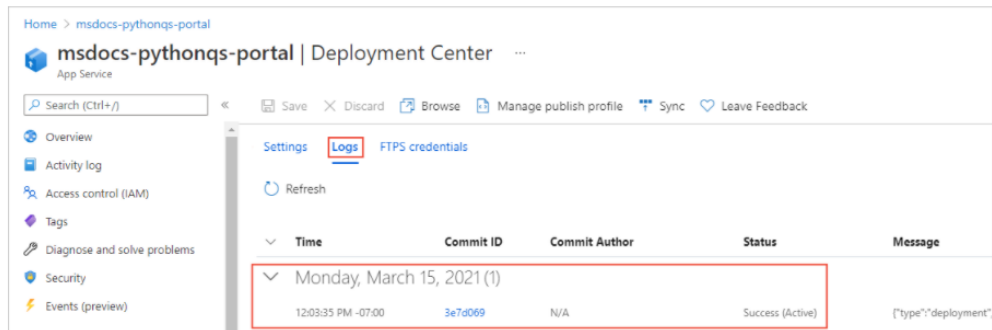 Home > msdocs-pythonqs-portal
msdocs-pythonqs-portal | Deployment Center ...
App Service
Search (Ctrl+/) «
Save Discard Browse Manage publish profile Sync Leave Feedback
Overview
Activity log
Access control (IAM)
Tags
Diagnose and solve problems
Security
Events (preview)
Settings Logs FTPS credentials
Refresh
Time Commit ID Commit Author Status Message
Monday, March 15, 2021 (1)
12:03:35 PM -07:00 3e7d069 N/A Success (Active) {"type":"deployment",